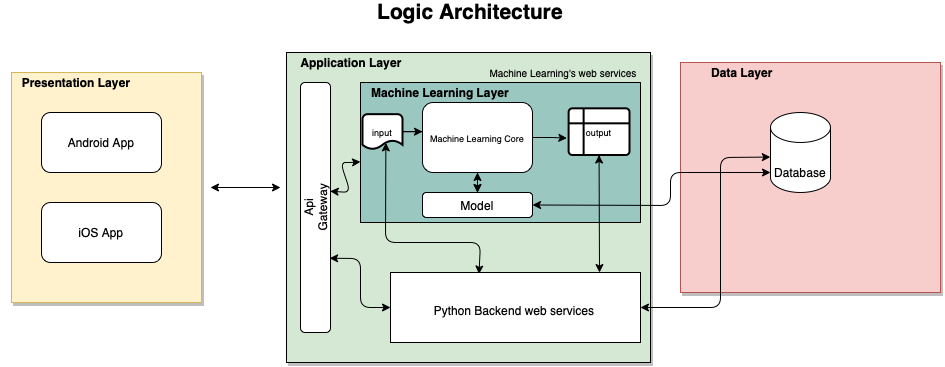 Logic Architecture
Presentation Layer
Android App
iOS App
Application Layer
Machine Learning's web services
Api
Gateway
Machine Learning Layer
input
Machine Learning Core
output
Model
Python Backend web services
Data Layer
Database